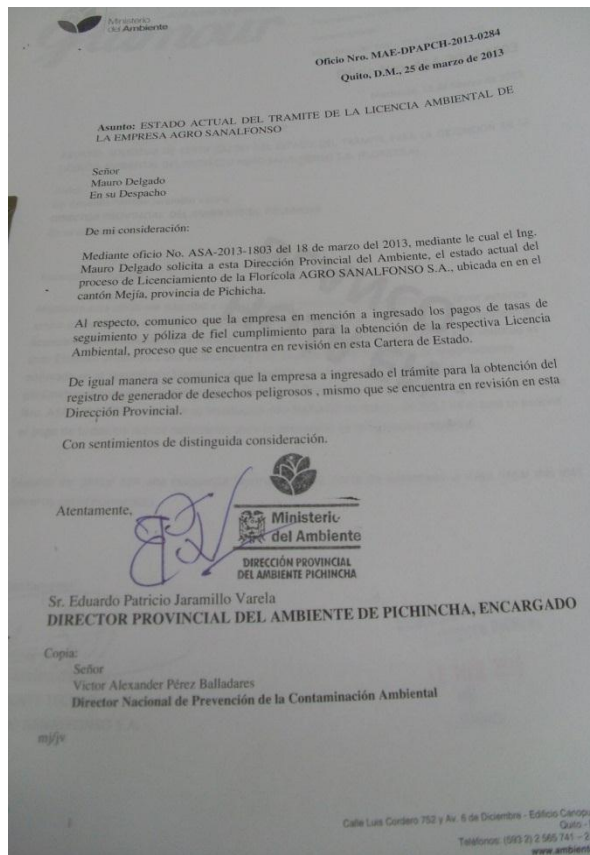 Ministerio
del Ambiente
Oficio Nro. MAE-DPAPCH-2013-0284
Quito, D.M., 25 de marzo de 2013
Asunto: ESTADO ACTUAL DEL TRAMITE DE LA LICENCIA AMBIENTAL DE
LA EMPRESA AGRO SANALFONSO
Señor
Mauro Delgado
En su Despacho
De mi consideración:
Mediante oficio No. ASA-2013-1803 del 18 de marzo del 2013, mediante le cual el Ing.
Mauro Delgado solicita a esta Dirección Provincial del Ambiente, el estado actual del
proceso de Licenciamiento de la Florícola AGRO SANALFONSO S.A., ubicada en en el
cantón Mejía, provincia de Pichicha.
Al respecto, comunico que la empresa en mención a ingresado los pagos de tasas de
seguimiento y póliza de fiel cumplimiento para la obtención de la respectiva Licencia
Ambiental, proceso que se encuentra en revisión en esta Cartera de Estado.
De igual manera se comunica que la empresa a ingresado el trámite para la obtención del
registro de generador de desechos peligrosos , mismo que se encuentra en revisión en esta
Dirección Provincial.
Con sentimientos de distinguida consideración.
Atentamente,
Ministerio
del Ambiente
DIRECCIÓN PROVINCIAL
DEL AMBIENTE PICHINCHA
Sr. Eduardo Patricio Jaramillo Varela
DIRECTOR PROVINCIAL DEL AMBIENTE DE PICHINCHA, ENCARGADO
Copia:
Señor
Victor Alexander Pérez Balladares
Director Nacional de Prevención de la Contaminación Ambiental
mj/jv
Calle Luis Cordero 752 y Av. 6 de Diciembre - Edificio
Quito -
Teléfonos: (593 2) 2 565 741 - 2
www.ambient